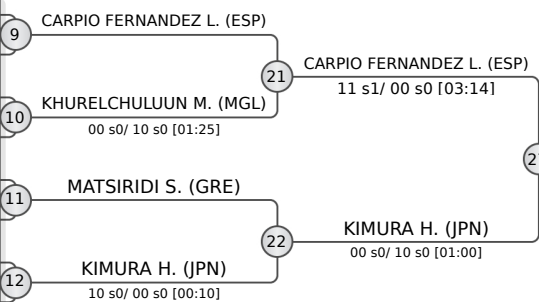 CARPIO FERNANDEZ L. (ESP)
9
21
CARPIO FERNANDEZ L. (ESP)
11 s1/ 00 s0 [03:14]
KHURELCHULUUN M. (MGL)
10
00 s0/ 10 s0 [01:25]
MATSIRIDI S. (GRE)
11
22
KIMURA H. (JPN)
00 s0/ 10 s0 [01:00]
KIMURA H. (JPN)
12
10 s0/ 00 s0 [00:10]